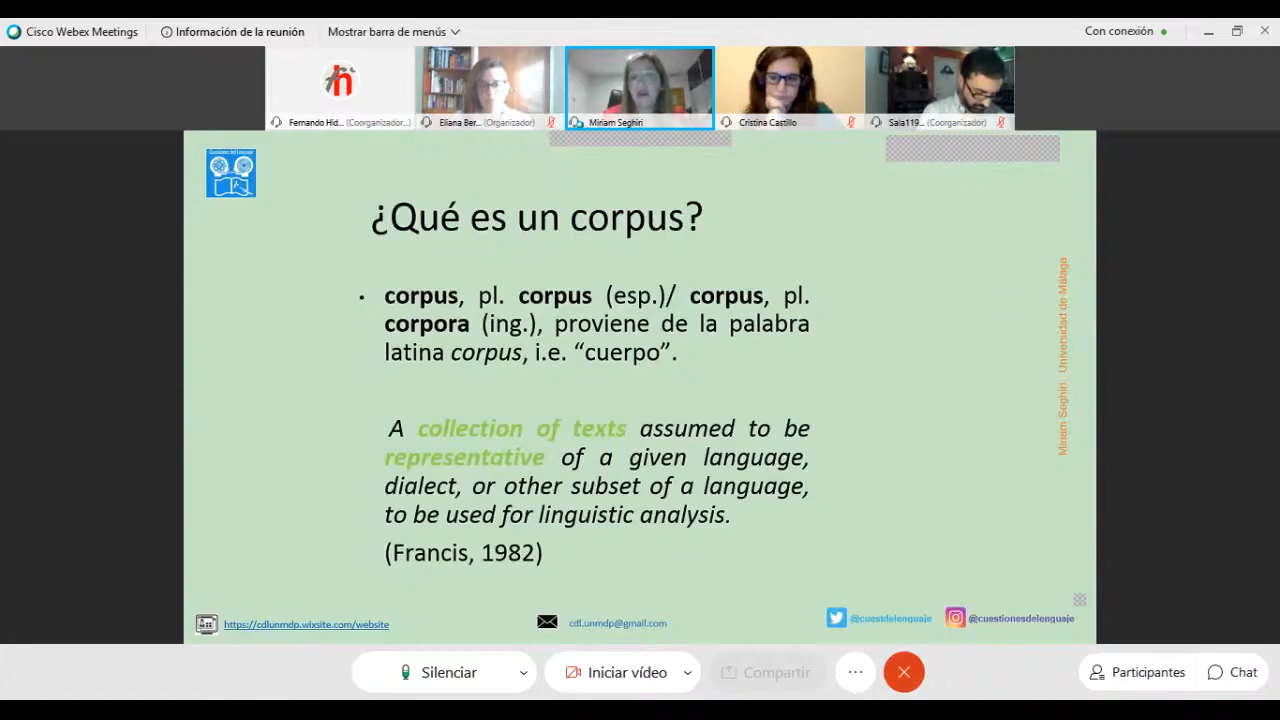 Cisco Webex Meetings
Información de la reunión
Mostrar barra de menús
Con conexión
h
Fernando Hid... (Coorganizador...)
Eliana Ber... (Organizador)
Miriam Seghiri
Cristina Castillo
Sala119... (Coorganizador)
¿Qué es un corpus?
• corpus, pl. corpus (esp.)/ corpus, pl.
corpora (ing.), proviene de la palabra
latina corpus, i.e. “cuerpo”.
A collection of texts assumed to be
representative of a given language,
dialect, or other subset of a language,
to be used for linguistic analysis.
(Francis, 1982)
Miriam Seghiri. Universidad de Málaga
https://cdlunmdp.wixsite.com/website
cdl.unmdp@gmail.com
@cuestdelenguaje
@cuestionesdelenguaje
Silenciar
Iniciar vídeo
Compartir
Participantes
Chat